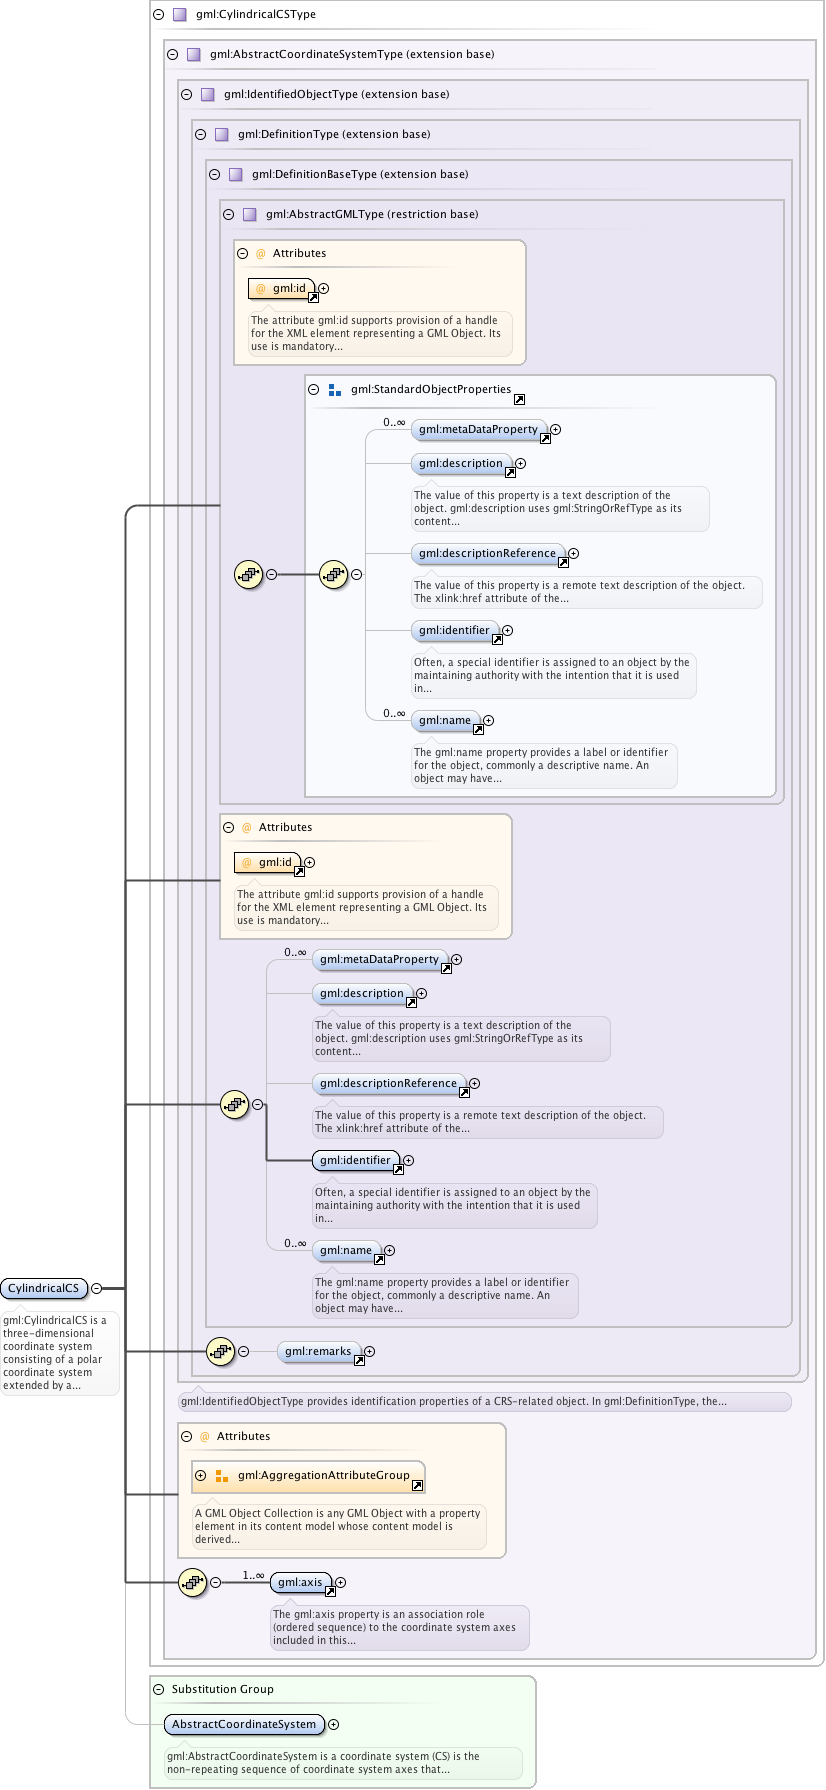 gml:CylindricalCSType
gml:AbstractCoordinateSystemType (extension base)
gml:IdentifiedObjectType (extension base)
gml:DefinitionType (extension base)
gml:DefinitionBaseType (extension base)
gml:AbstractGMLType (restriction base)
@ Attributes
@ gml:id
The attribute gml:id supports provision of a handle
for the XML element representing a GML Object. Its
use is mandatory...
gml:StandardObjectProperties
0..∞
gml:metaDataProperty
gml:description
The value of this property is a text description of the
object. gml:description uses gml:StringOrRefType as its
content...
gml:descriptionReference
The value of this property is a remote text description of the object.
The xlink:href attribute of the...
gml:identifier
Often, a special identifier is assigned to an object by the
maintaining authority with the intention that it is used
in...
0..∞
gml:name
The gml:name property provides a label or identifier
for the object, commonly a descriptive name. An
object may have...
@ Attributes
@ gml:id
The attribute gml:id supports provision of a handle
for the XML element representing a GML Object. Its
use is mandatory...
0..∞
gml:metaDataProperty
gml:description
The value of this property is a text description of the
object. gml:description uses gml:StringOrRefType as its
content...
gml:descriptionReference
The value of this property is a remote text description of the object.
The xlink:href attribute of the...
gml:identifier
Often, a special identifier is assigned to an object by the
maintaining authority with the intention that it is used
in...
0..∞
gml:name
The gml:name property provides a label or identifier
for the object, commonly a descriptive name. An
object may have...
CylindricalCS
gml:CylindricalCS is a
three-dimensional
coordinate system
consisting of a polar
coordinate system
extended by a...
gml:remarks
gml:IdentifiedObjectType provides identification properties of a CRS-related object. In gml:DefinitionType, the...
@ Attributes
gml:AggregationAttributeGroup
A GML Object Collection is any GML Object with a property
element in its content model whose content model is
derived...
1..∞
gml:axis
The gml:axis property is an association role
(ordered sequence) to the coordinate system axes
included in this...
Substitution Group
AbstractCoordinateSystem
gml:AbstractCoordinateSystem is a coordinate system (CS) is the
non-repeating sequence of coordinate system axes that...